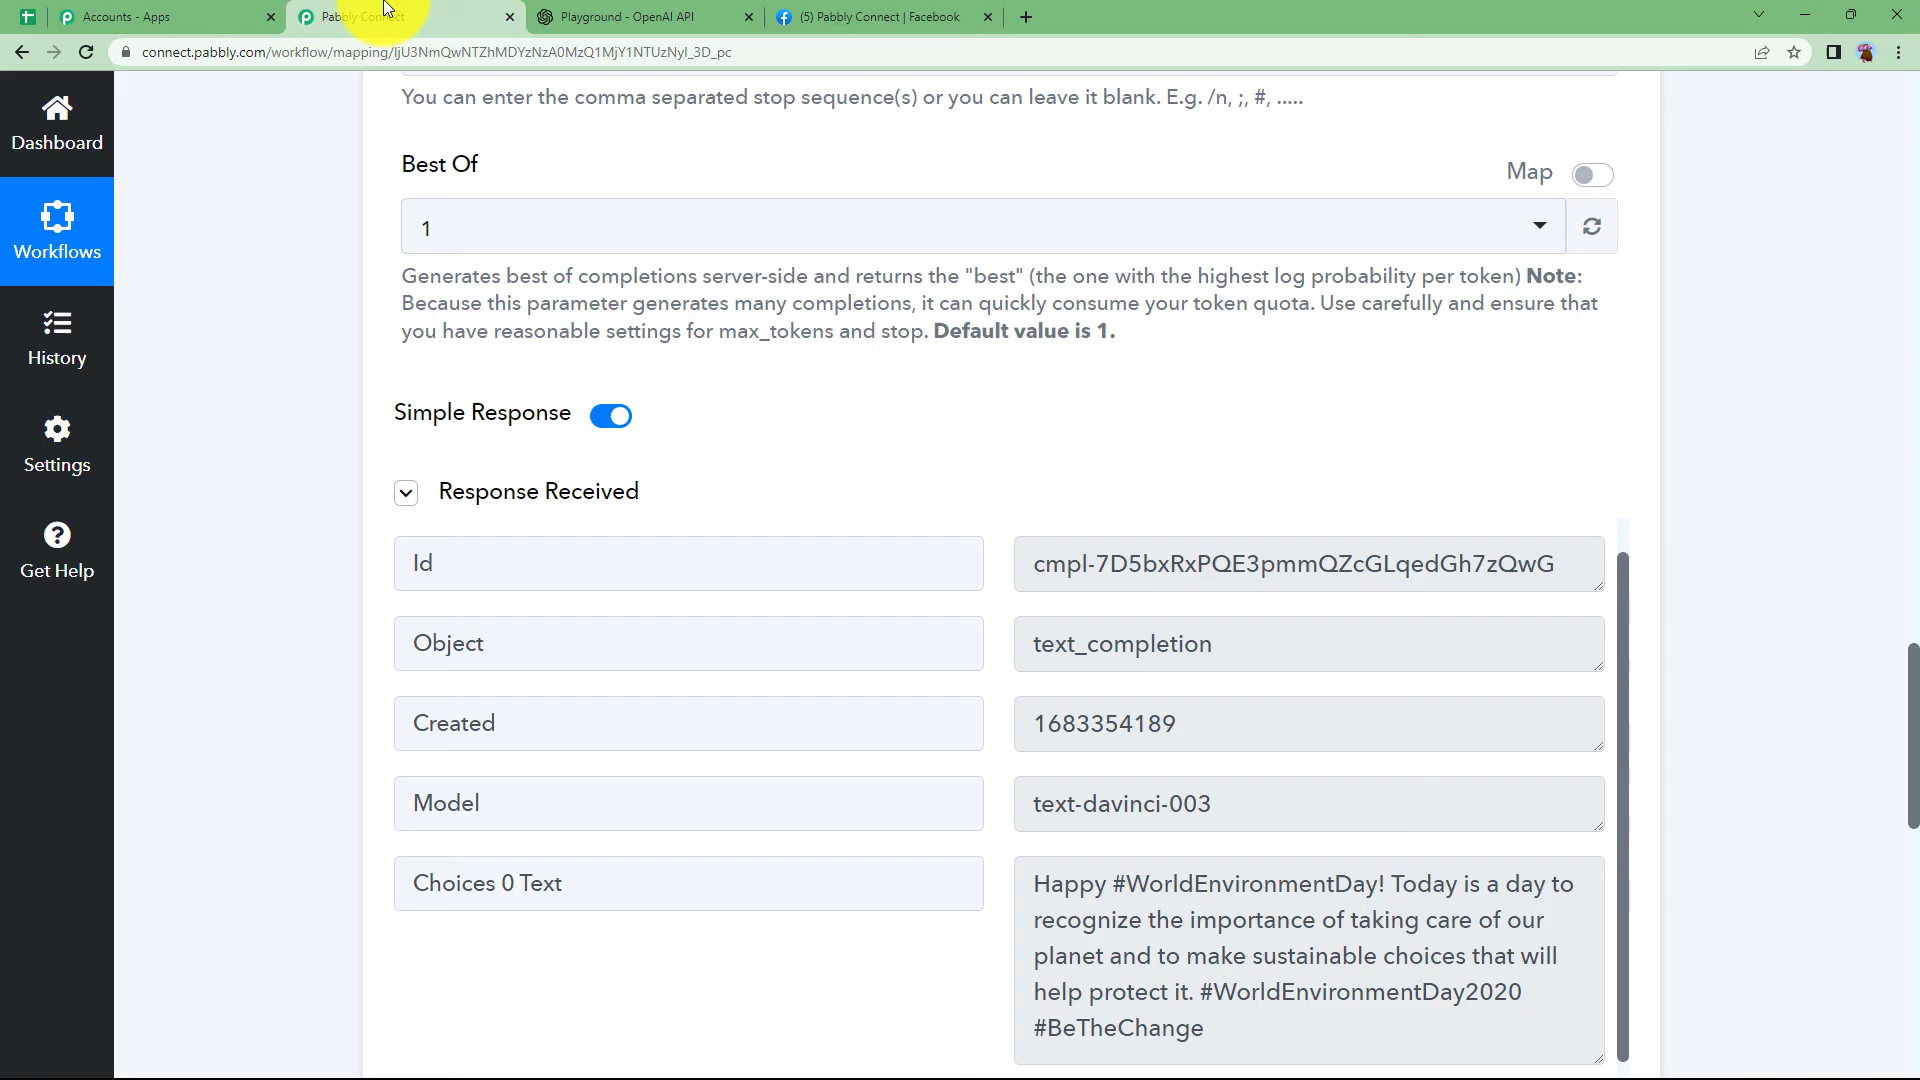 Accounts - Apps
Pabbly Connect
Playground - OpenAI API
(5) Pabbly Connect | Facebook
connect.pabbly.com/workflow/mapping/IjU3NmQwNTZhMDYzNzA0MzQ1MjY1NTUzNyI_3D_pc
Dashboard
Workflows
History
Settings
Get Help
You can enter the comma separated stop sequence(s) or you can leave it blank. E.g. /n, ;, #, .....
Best Of
Map
1
Generates best of completions server-side and returns the "best" (the one with the highest log probability per token) Note:
Because this parameter generates many completions, it can quickly consume your token quota. Use carefully and ensure that
you have reasonable settings for max_tokens and stop. Default value is 1.
Simple Response
Response Received
Id
cmpl-7D5bxRxPQE3pmmQZcGLqedGh7zQwG
Object
text_completion
Created
1683354189
Model
text-davinci-003
Choices 0 Text
Happy #WorldEnvironmentDay! Today is a day to
recognize the importance of taking care of our
planet and to make sustainable choices that will
help protect it. #WorldEnvironmentDay2020
#BeTheChange